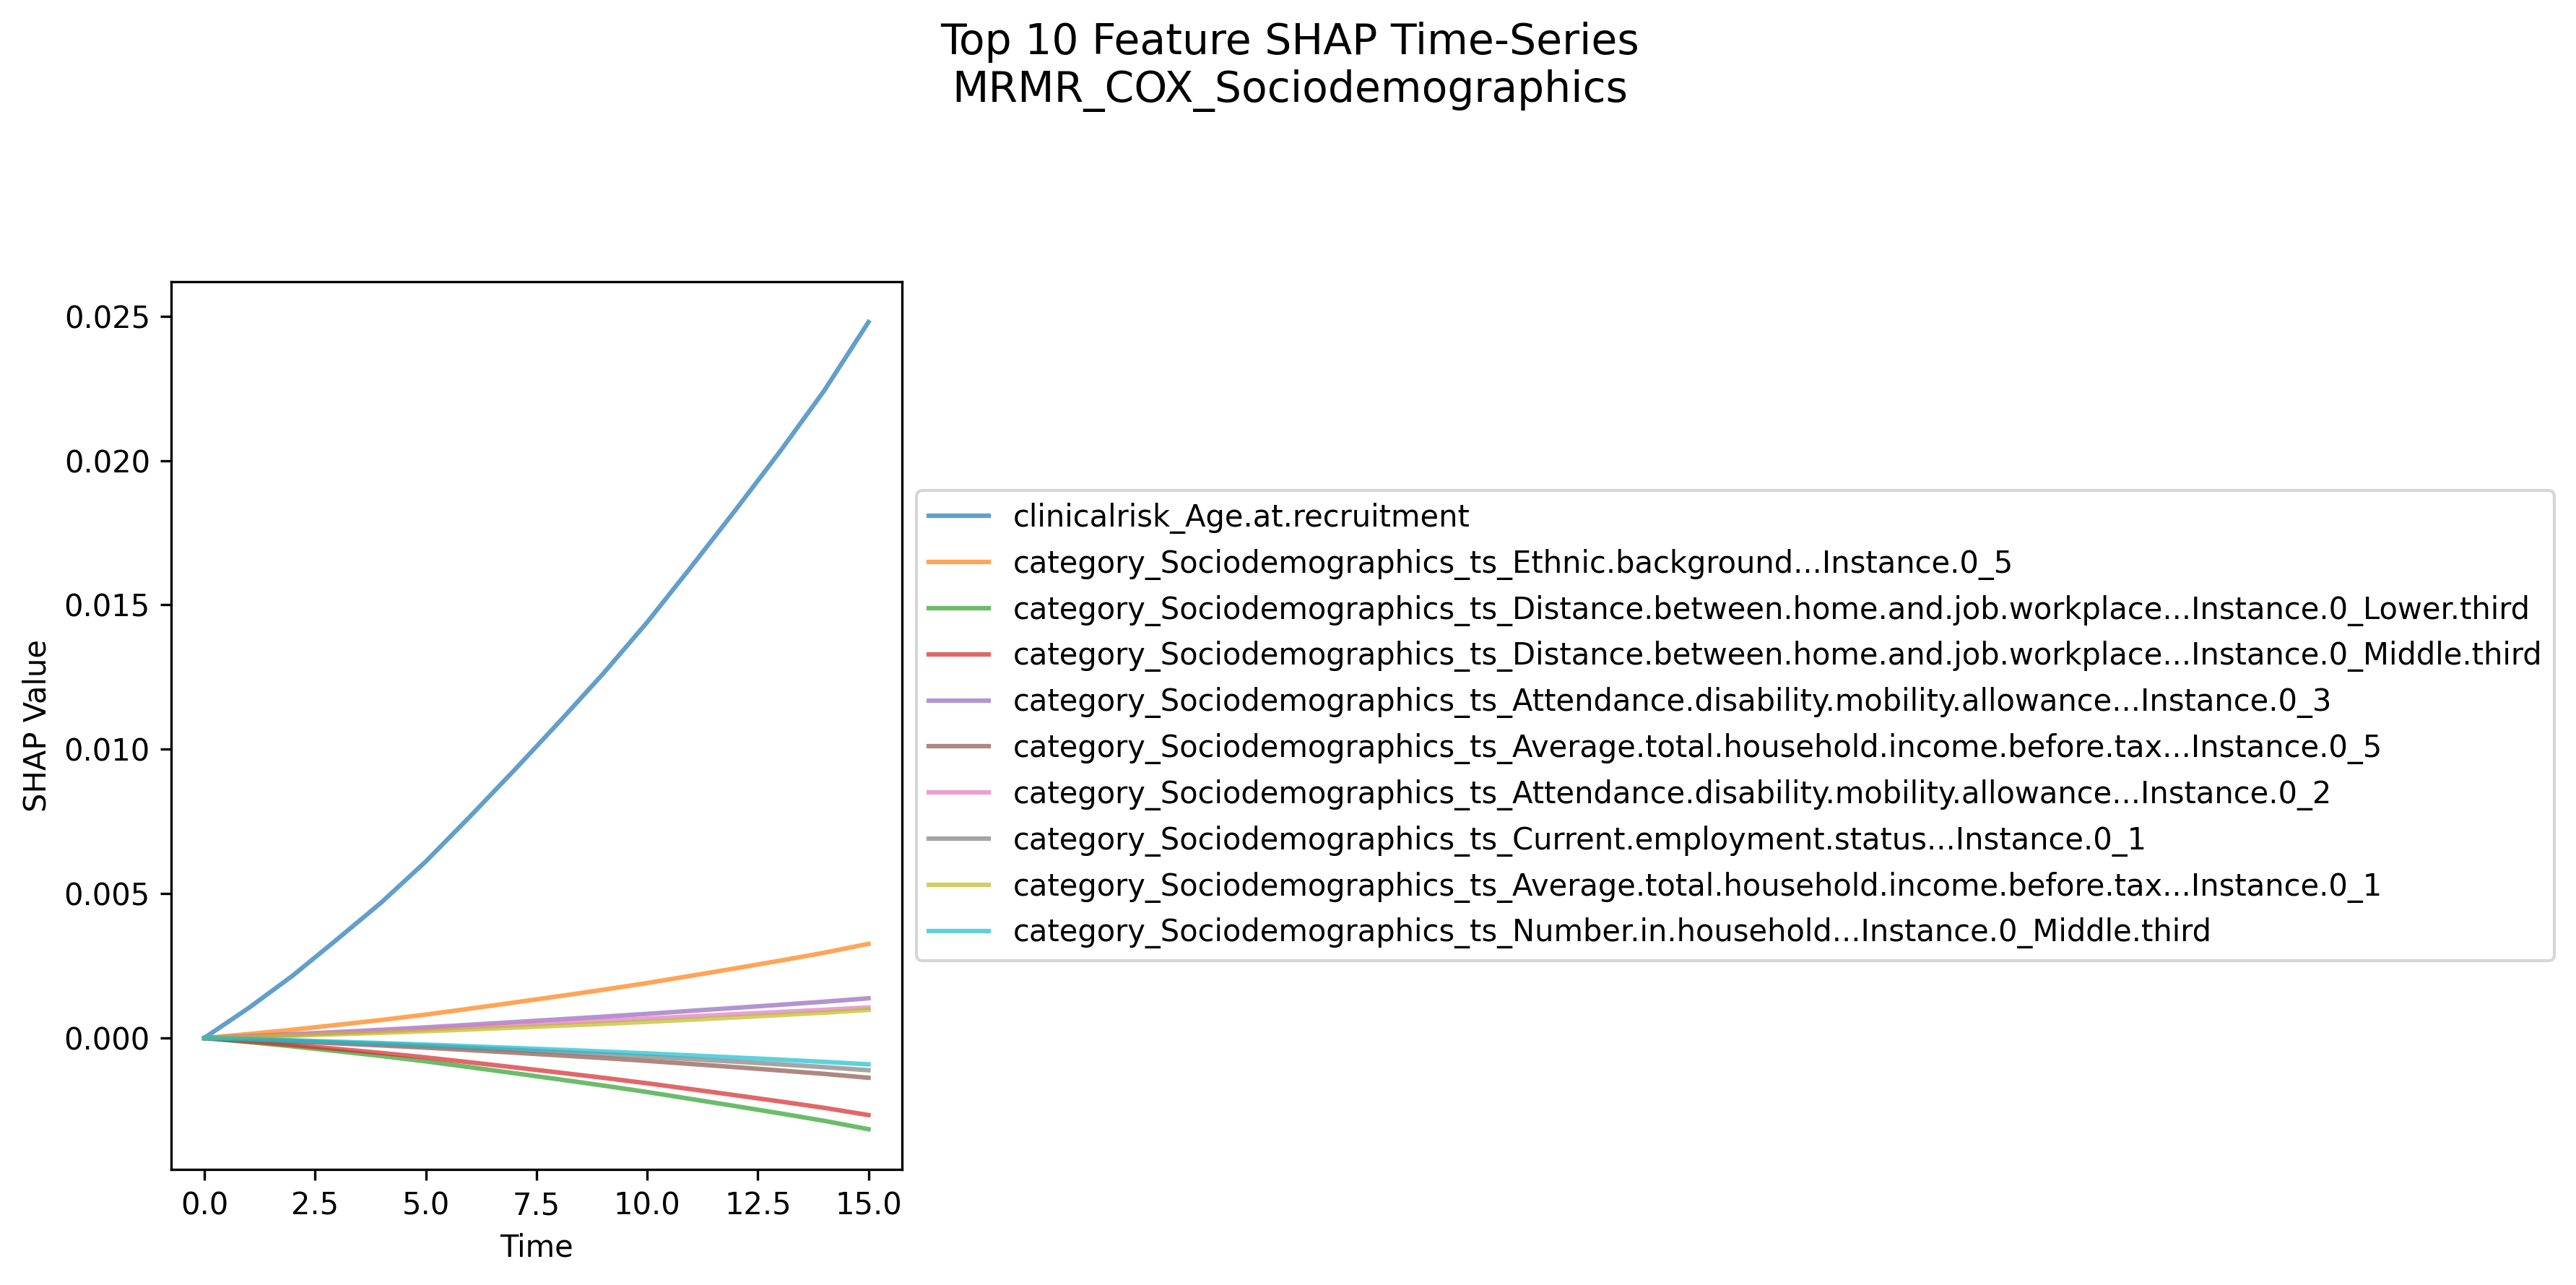 Top 10 Feature SHAP Time-Series
MRMR_COX_Sociodemographics
SHAP Value
0.025
0.020
0.015
0.010
0.005
0.000
0.0 2.5 5.0 7.5 10.0 12.5 15.0
Time
clinicalrisk_Age.at.recruitment
category_Sociodemographics_ts_Ethnic.background...Instance.0_5
category_Sociodemographics_ts_Distance.between.home.and.job.workplace...Instance.0_Lower.third
category_Sociodemographics_ts_Distance.between.home.and.job.workplace...Instance.0_Middle.third
category_Sociodemographics_ts_Attendance.disability.mobility.allowance...Instance.0_3
category_Sociodemographics_ts_Average.total.household.income.before.tax...Instance.0_5
category_Sociodemographics_ts_Attendance.disability.mobility.allowance...Instance.0_2
category_Sociodemographics_ts_Current.employment.status...Instance.0_1
category_Sociodemographics_ts_Average.total.household.income.before.tax...Instance.0_1
category_Sociodemographics_ts_Number.in.household...Instance.0_Middle.third